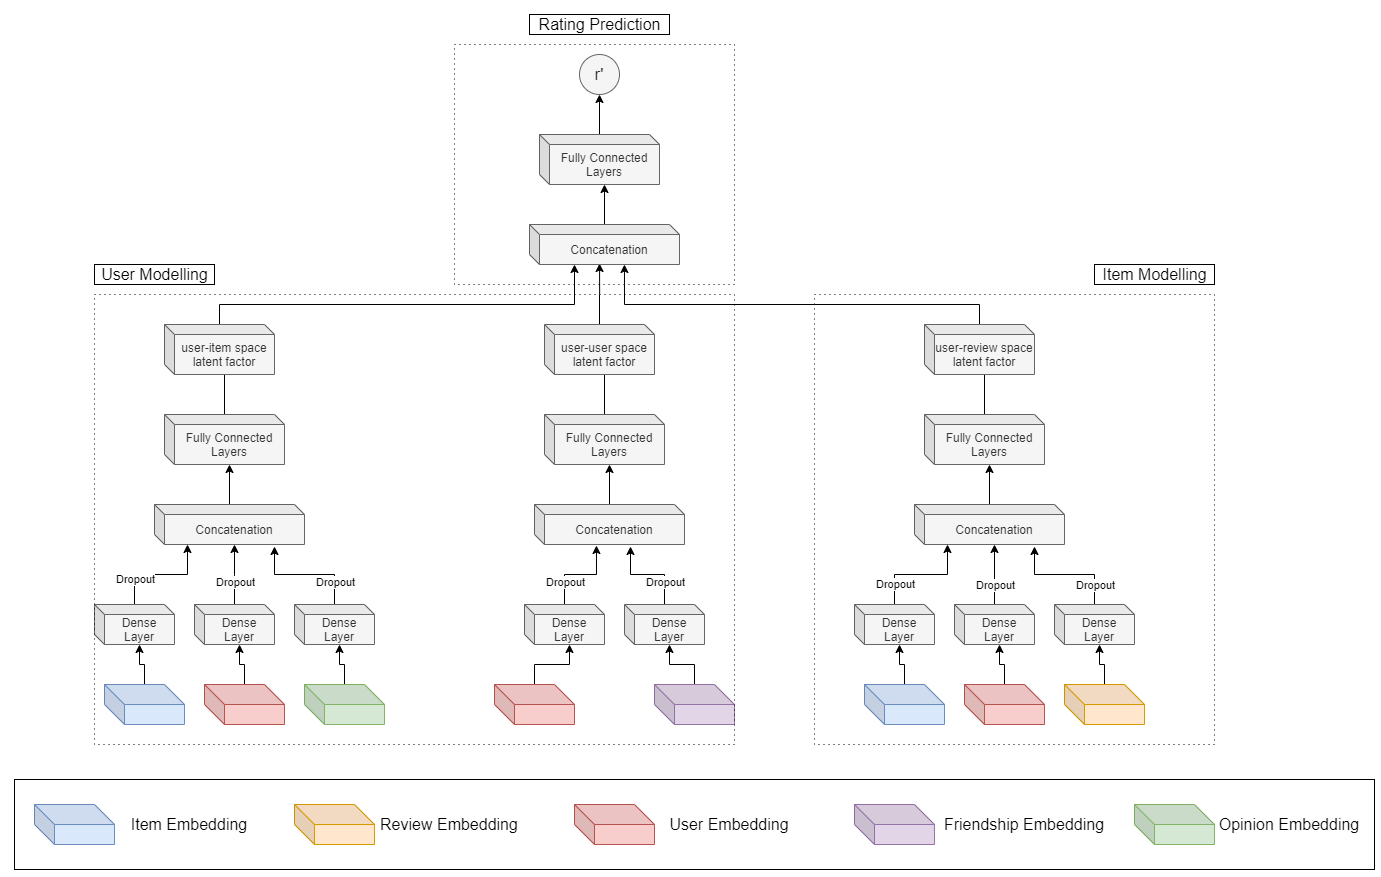 Rating Prediction
r'
Fully Connected
Layers
Concatenation
User Modelling
Item Modelling
user-item space
latent factor
user-user space
latent factor
user-review space
latent factor
Fully Connected
Layers
Fully Connected
Layers
Fully Connected
Layers
Concatenation
Concatenation
Concatenation
Dropout
Dropout
Dropout
Dropout
Dropout
Dropout
Dropout
Dropout
Dense
Layer
Dense
Layer
Dense
Layer
Dense
Layer
Dense
Layer
Dense
Layer
Dense
Layer
Dense
Layer
Item Embedding
Review Embedding
User Embedding
Friendship Embedding
Opinion Embedding